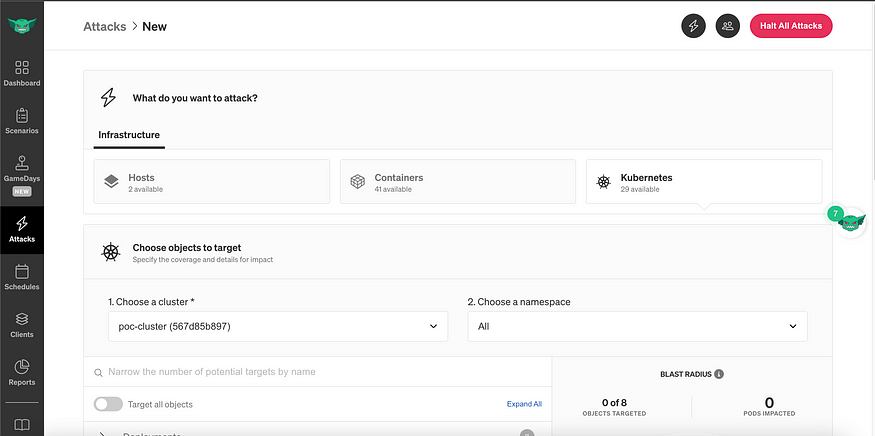 Attacks > New
Halt All Attacks
Dashboard
Scenarios
GameDays
NEW
Attacks
Schedules
Clients
Reports
What do you want to attack?
Infrastructure
Hosts
2 available
Containers
41 available
Kubernetes
29 available
7
Choose objects to target
Specify the coverage and details for impact
1. Choose a cluster *
2. Choose a namespace
poc-cluster (567d85b897)
All
Narrow the number of potential targets by name
Target all objects
Expand All
BLAST RADIUS
0 of 8
OBJECTS TARGETED
0
PODS IMPACTED
Deployments